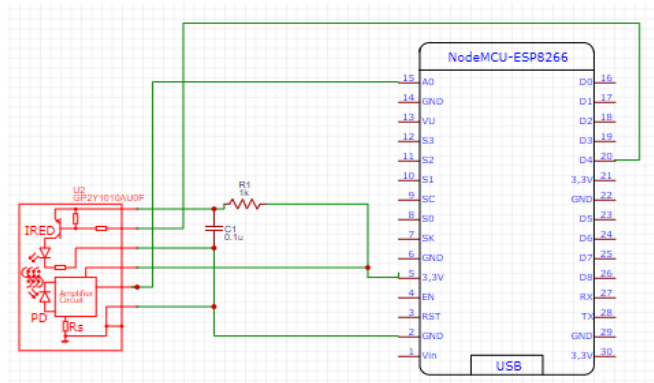 NodeMCU-ESP8266
15 A0
14 GND
13 VU
12 S3
11 S2
10 S1
9 SC
8 S0
7 SK
6 GND
5 3,3V
4 EN
3 RST
2 GND
1 Vin
D0 16
D1 17
D2 18
D3 19
D4 20
3,3V 21
GND 22
D5 23
D6 24
D7 25
D8 26
RX 27
TX 28
GND 29
3,3V 30
USB
R1
1k
C1
0.1u
U2
GP2Y1010AU0F
IRED
Amplifier
Circuit
PD
Rs